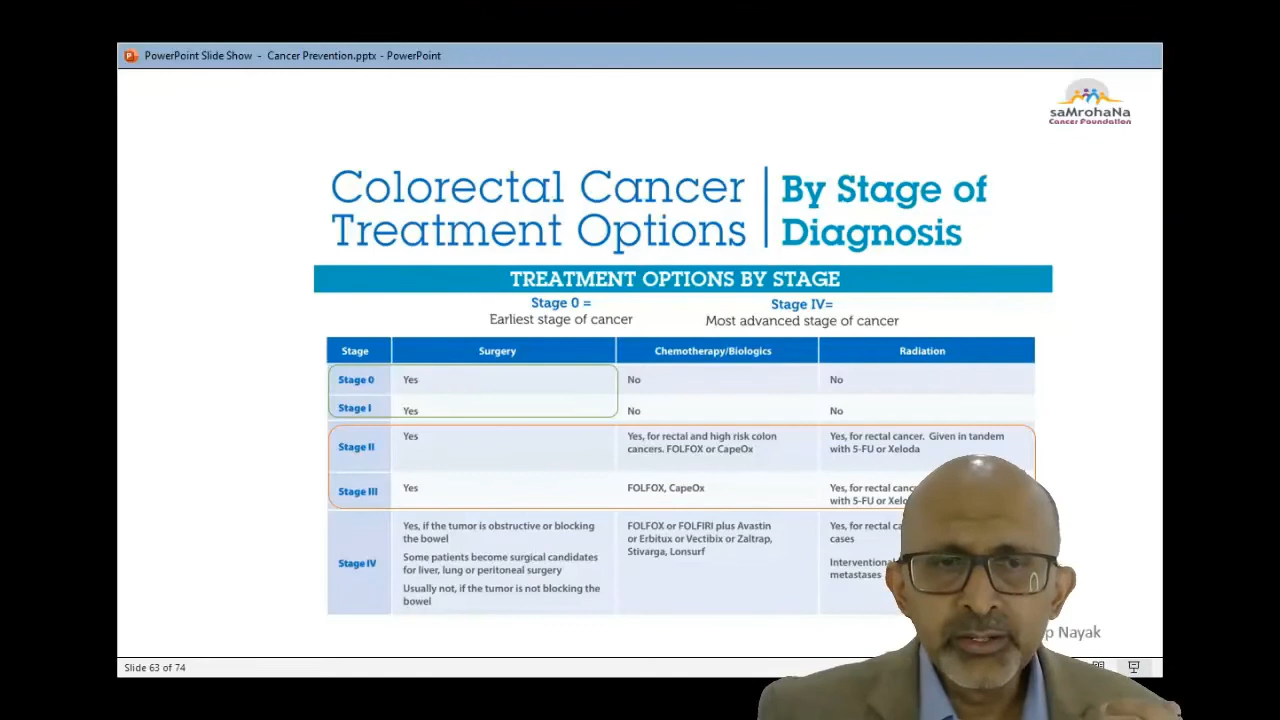 PowerPoint Slide Show - Cancer Prevention.pptx - PowerPoint
saMrohaNa
Cancer Foundation
Colorectal Cancer
Treatment Options
By Stage of
Diagnosis
TREATMENT OPTIONS BY STAGE
Stage 0 =
Earliest stage of cancer
Stage IV=
Most advanced stage of cancer
Stage Surgery Chemotherapy/Biologics Radiation
Stage 0 Yes No No
Stage I Yes No No
Stage II
Yes
Yes, for rectal and high risk colon
cancers. FOLFOX or CapeOx
Yes, for rectal cancer. Given in tandem
with 5-FU or Xeloda
Stage III
Yes
FOLFOX, CapeOx
Yes, for rectal
with 5-FU or
Stage IV
Yes, if the tumor is obstructive or blocking
the bowel
Some patients become surgical candidates
for liver, lung or peritoneal surgery
Usually not, if the tumor is not blocking the
bowel
FOLFOX or FOLFIRI plus Avastin
or Erbitux or Vectibix or Zaltrap,
Stivarga, Lonsurf
Yes, for rectal
cases
Interventional
metastases
Nayak
Slide 63 of 74